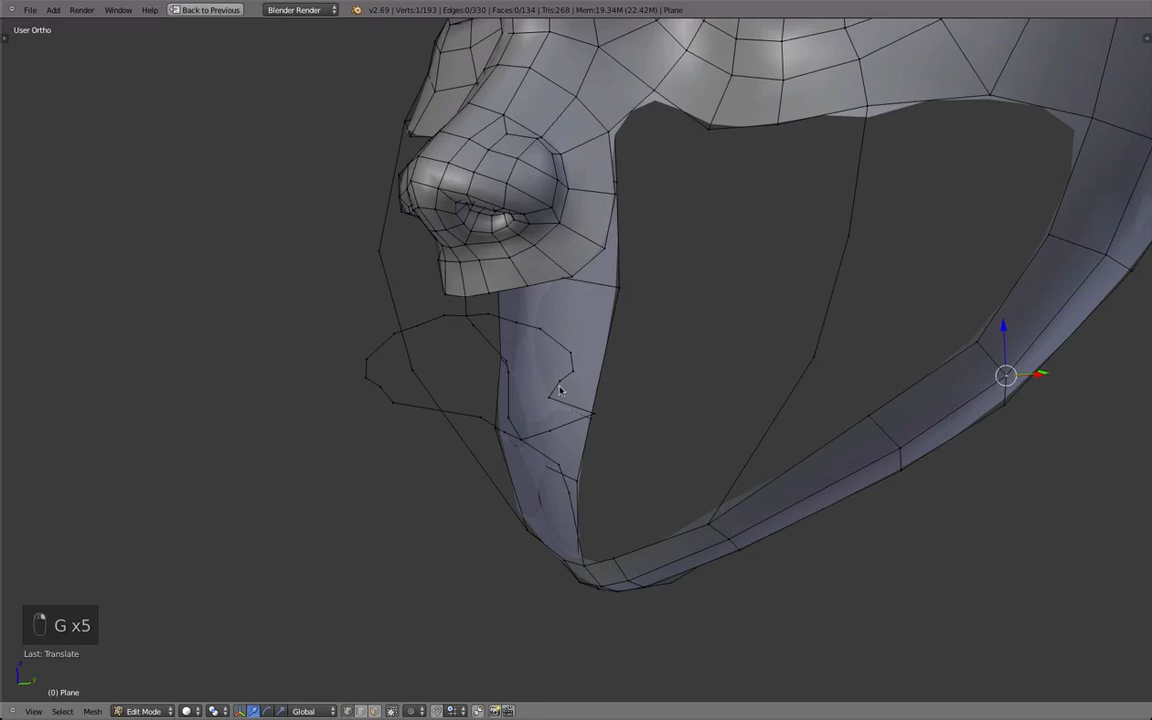 File Add Render Window Help Back to Previous Blender Render v2.69 | Verts:1/193 | Edges:0/330 | Faces:0/134 | Tris:268 | Mem:19.34M (22.42M) | Plane
User Ortho
G x5
Last: Translate
z
y
(0) Plane
View Select Mesh Edit Mode Global